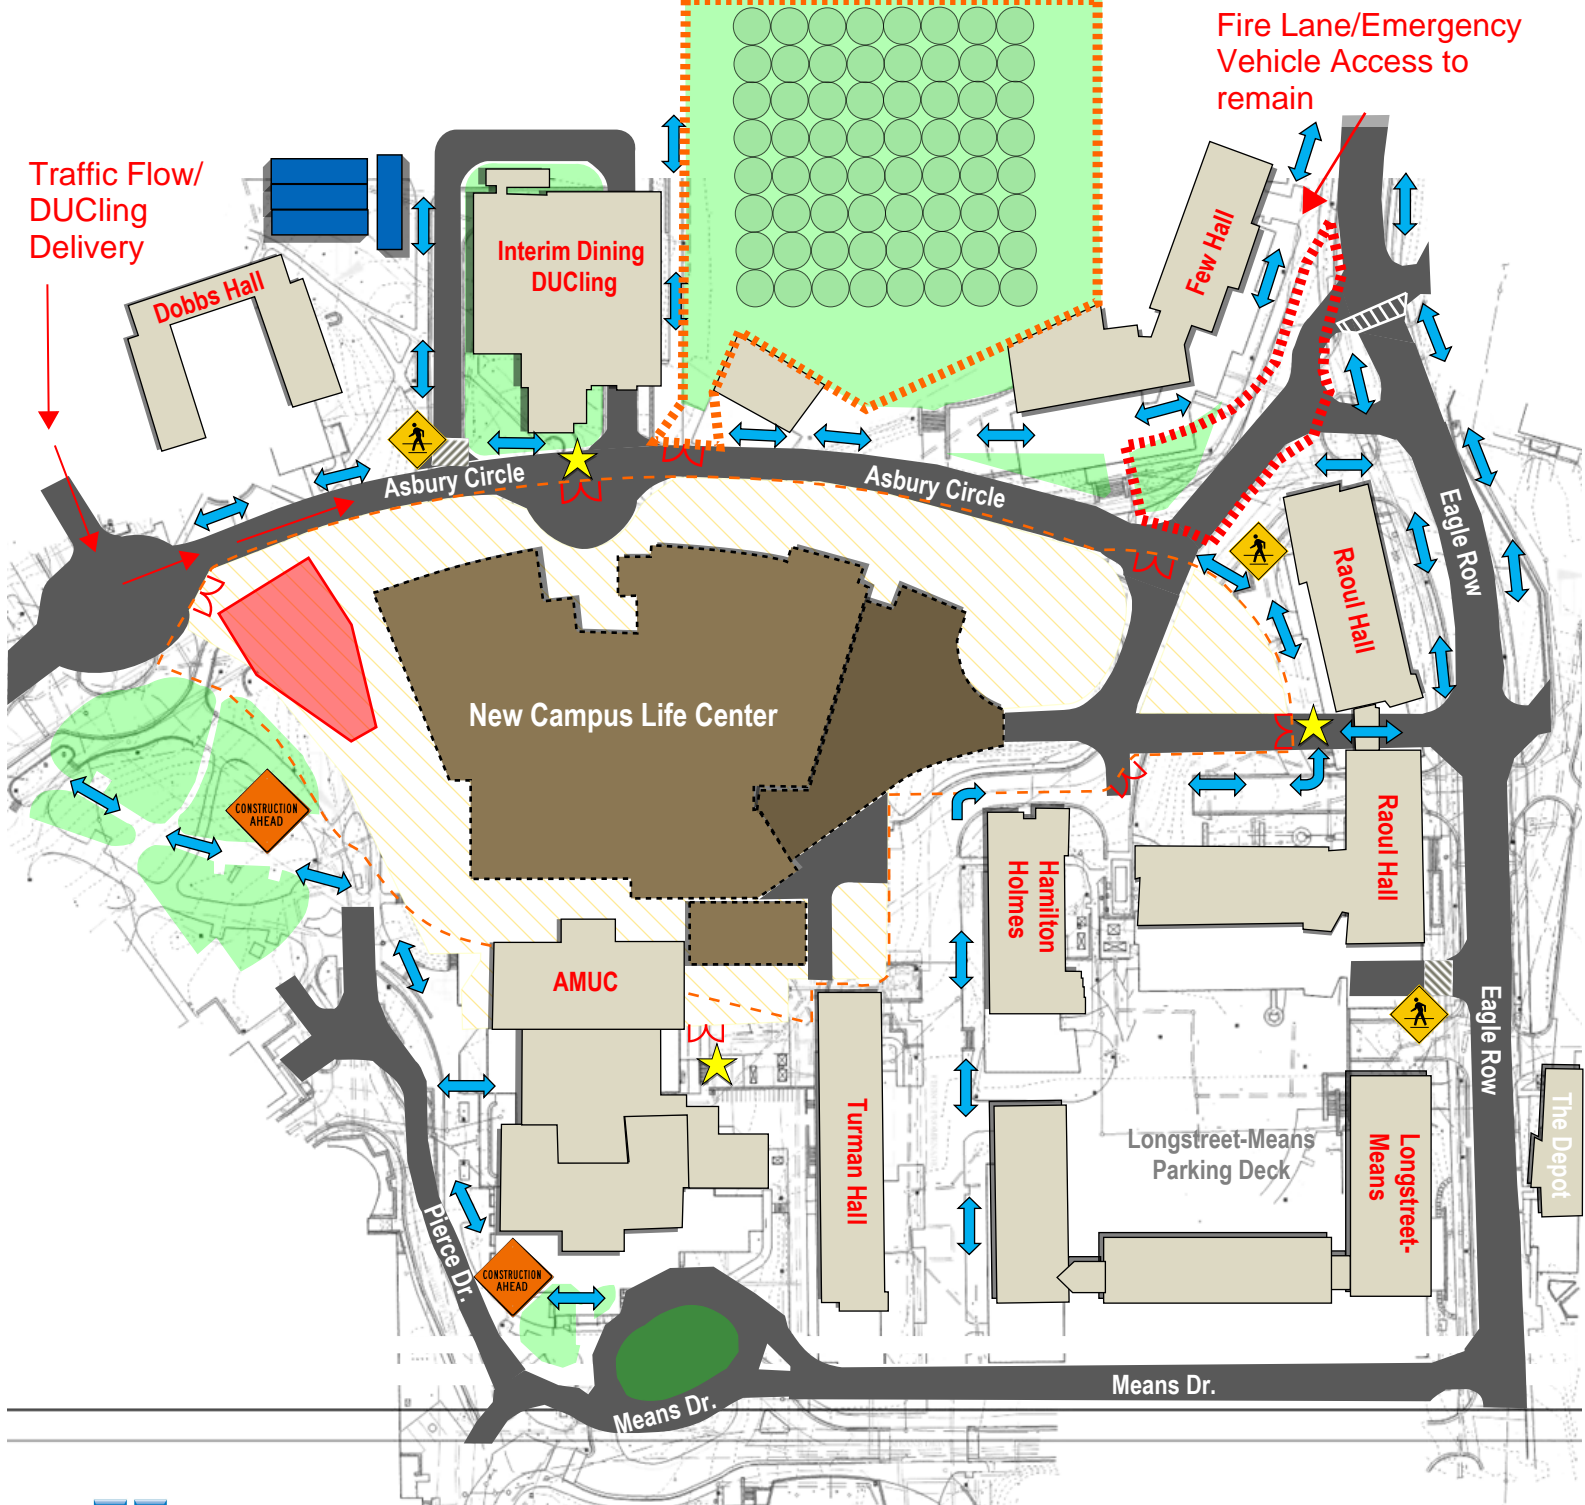 Fire Lane/Emergency
Vehicle Access to
remain
Traffic Flow/
DUCling
Delivery
Interim Dining
DUCling
Few Hall
Dobbs Hall
Asbury Circle
Asbury Circle
Eagle Row
Raoul Hall
New Campus Life Center
CONSTRUCTION
AHEAD
Raoul Hall
Hamilton
Holmes
AMUC
Eagle Row
Turman Hall
Longstreet-Means
Parking Deck
Longstreet-
Means
The Depot
Pierce Dr.
CONSTRUCTION
AHEAD
Means Dr.
Means Dr.